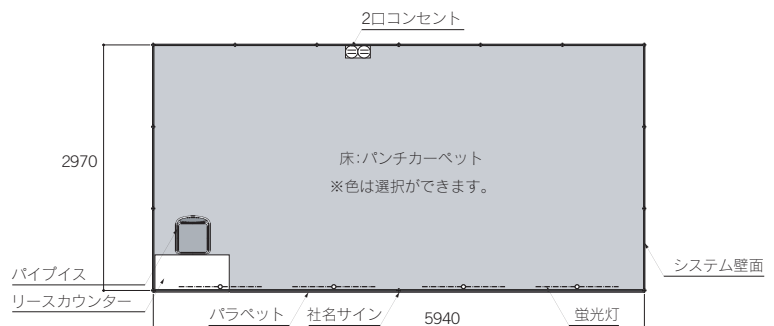 2口コンセント
2970
床:パンチカーペット
※色は選択ができます。
パイプイス
リースカウンター
システム壁面
パラペット
社名サイン
5940
蛍光灯